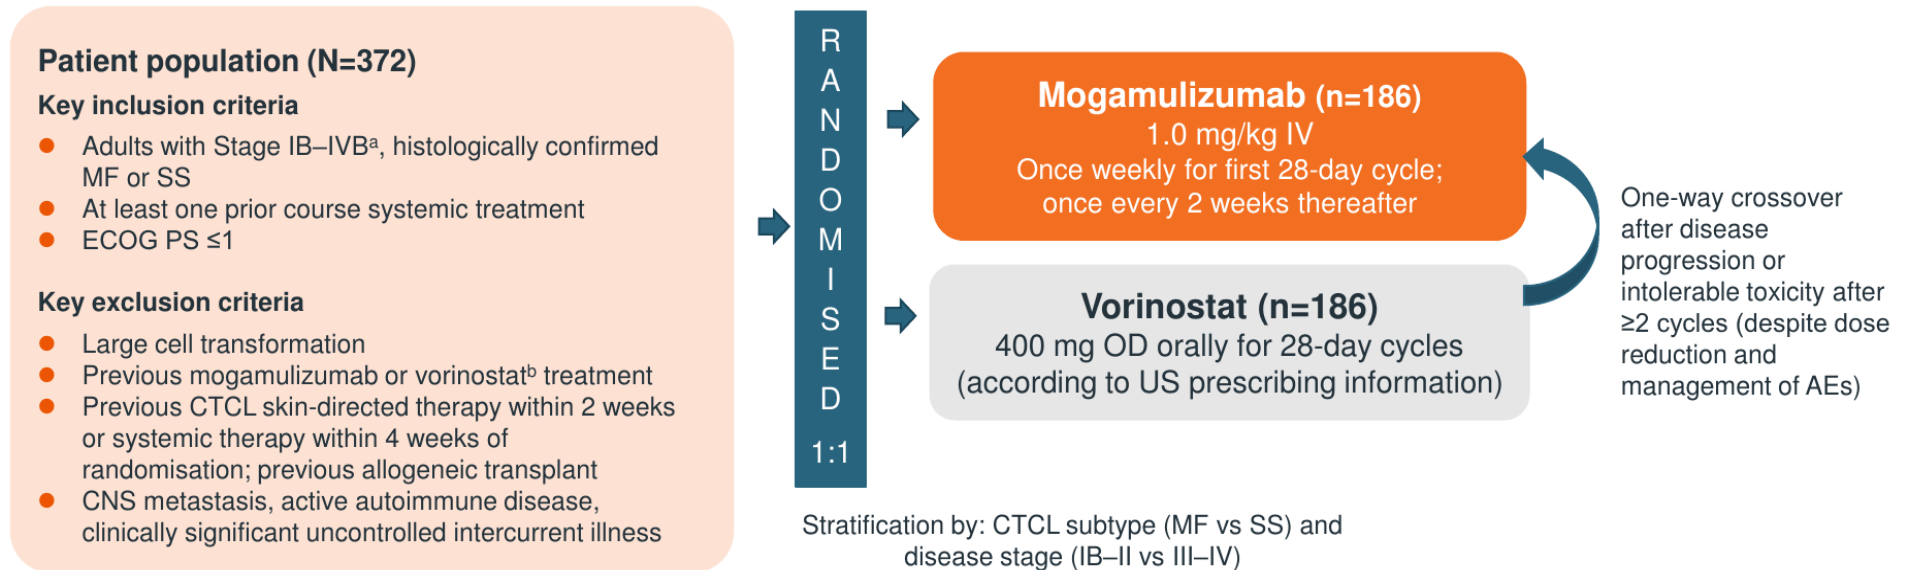 Patient population (N=372)
Key inclusion criteria
Adults with Stage IB–IVBᵃ, histologically confirmed
MF or SS
At least one prior course systemic treatment
ECOG PS ≤1
Key exclusion criteria
Large cell transformation
Previous mogamulizumab or vorinostatᵇ treatment
Previous CTCL skin-directed therapy within 2 weeks
or systemic therapy within 4 weeks of
randomisation; previous allogeneic transplant
CNS metastasis, active autoimmune disease,
clinically significant uncontrolled intercurrent illness
RANDOMISED
1:1
Mogamulizumab (n=186)
1.0 mg/kg IV
Once weekly for first 28-day cycle;
once every 2 weeks thereafter
Vorinostat (n=186)
400 mg OD orally for 28-day cycles
(according to US prescribing information)
One-way crossover
after disease
progression or
intolerable toxicity after
≥2 cycles (despite dose
reduction and
management of AEs)
Stratification by: CTCL subtype (MF vs SS) and
disease stage (IB–II vs III–IV)